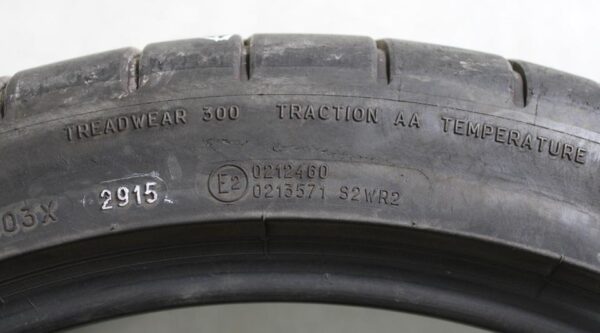 TREADWEAR 300 TRACTION AA TEMPERATURE
E2 0212460
0213571 S2WR2
03X 2915